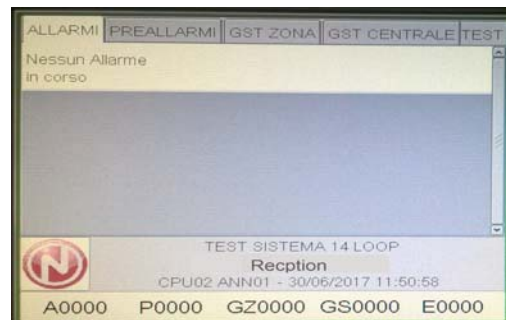 ALLARMI PREALLARMI GST ZONA GST CENTRALE TEST
Nessun Allarme
in corso
TEST SISTEMA 14 LOOP
Recption
CPU02 ANN01 - 30/06/2017 11:50:58
A0000 P0000 GZ0000 GS0000 E0000